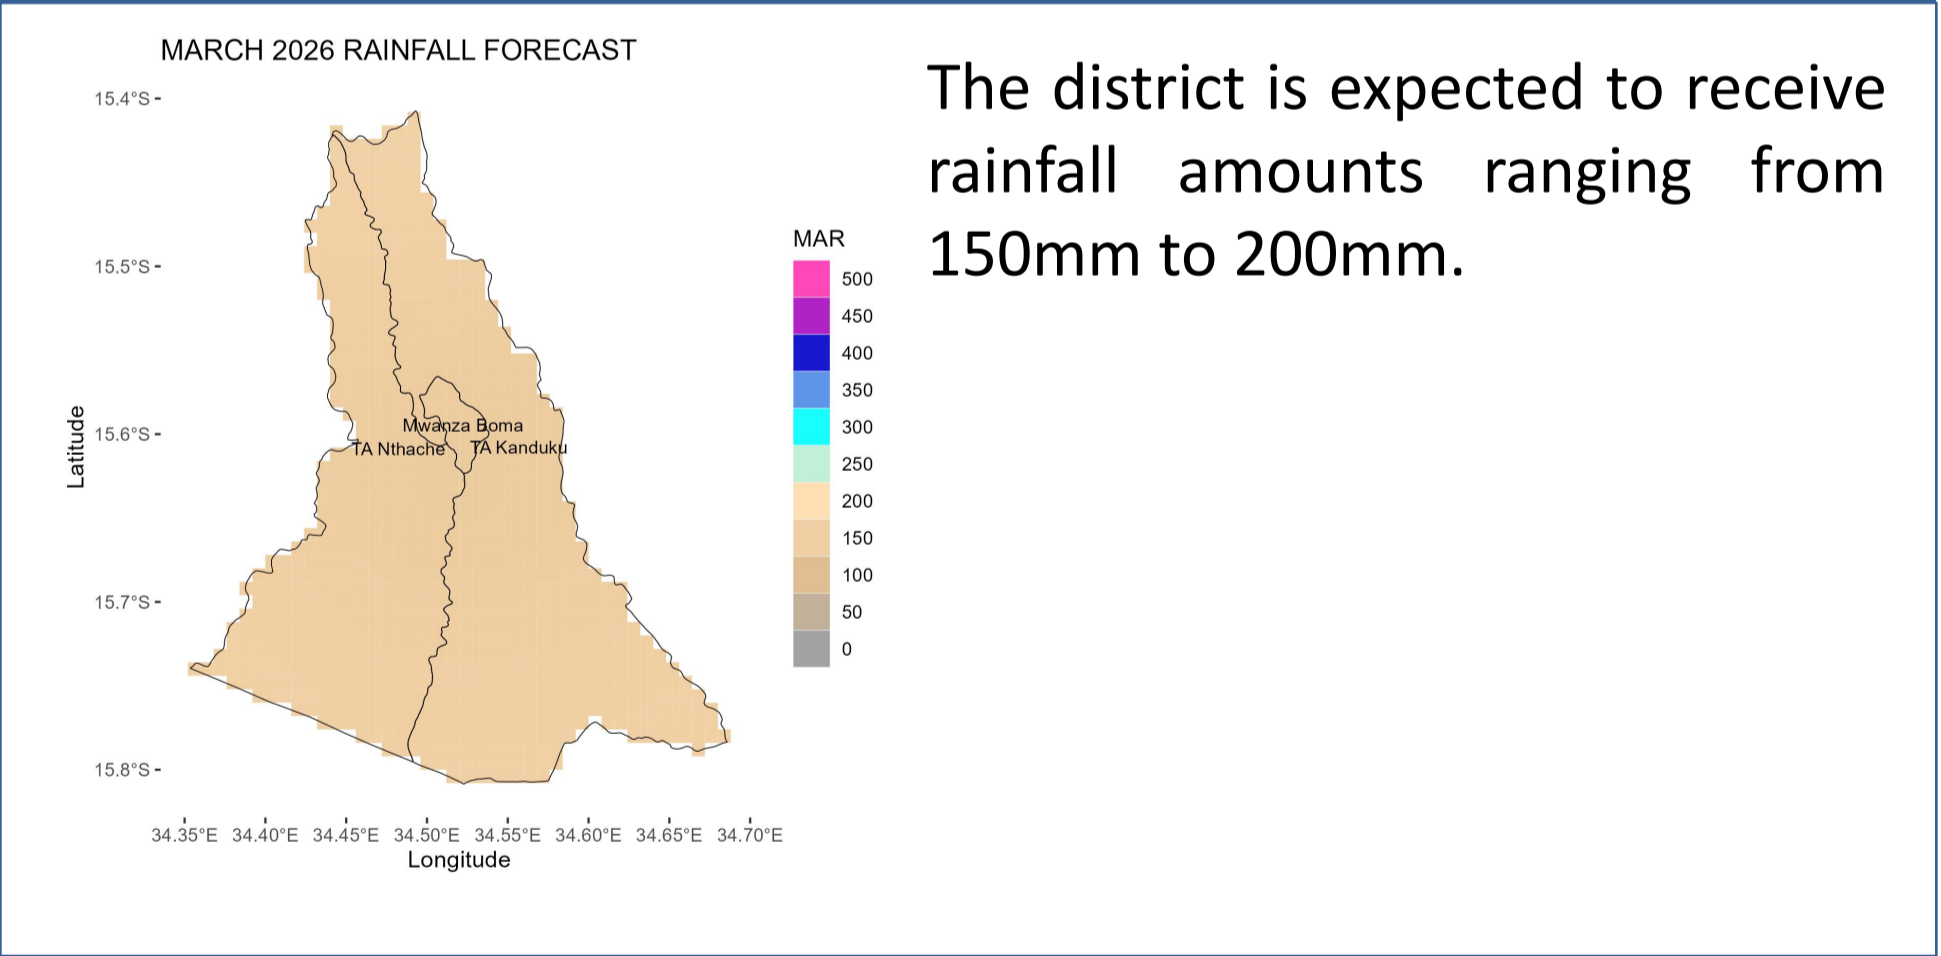 MARCH 2026 RAINFALL FORECAST
The district is expected to receive
rainfall amounts ranging from
150mm to 200mm.
15.4°S
15.5°S
15.6°S
15.7°S
15.8°S
Latitude
Mwanza Boma
TA Nthache
TA Kanduku
MAR
500
450
400
350
300
250
200
150
100
50
0
34.35°E 34.40°E 34.45°E 34.50°E 34.55°E 34.60°E 34.65°E 34.70°E
Longitude